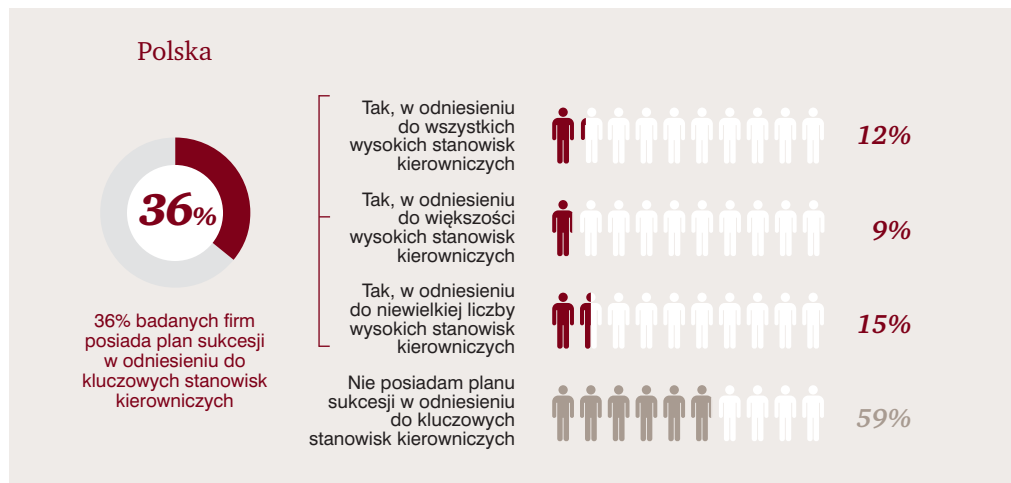 Polska
36%
36% badanych firm
posiada plan sukcesji
w odniesieniu do
kluczowych stanowisk
kierowniczych
Tak, w odniesieniu
do wszystkich
wysokich stanowisk
kierowniczych
12%
Tak, w odniesieniu
do większości
wysokich stanowisk
kierowniczych
9%
Tak, w odniesieniu
do niewielkiej liczby
wysokich stanowisk
kierowniczych
15%
Nie posiadam planu
sukcesji w odniesieniu
do kluczowych
stanowisk kierowniczych
59%